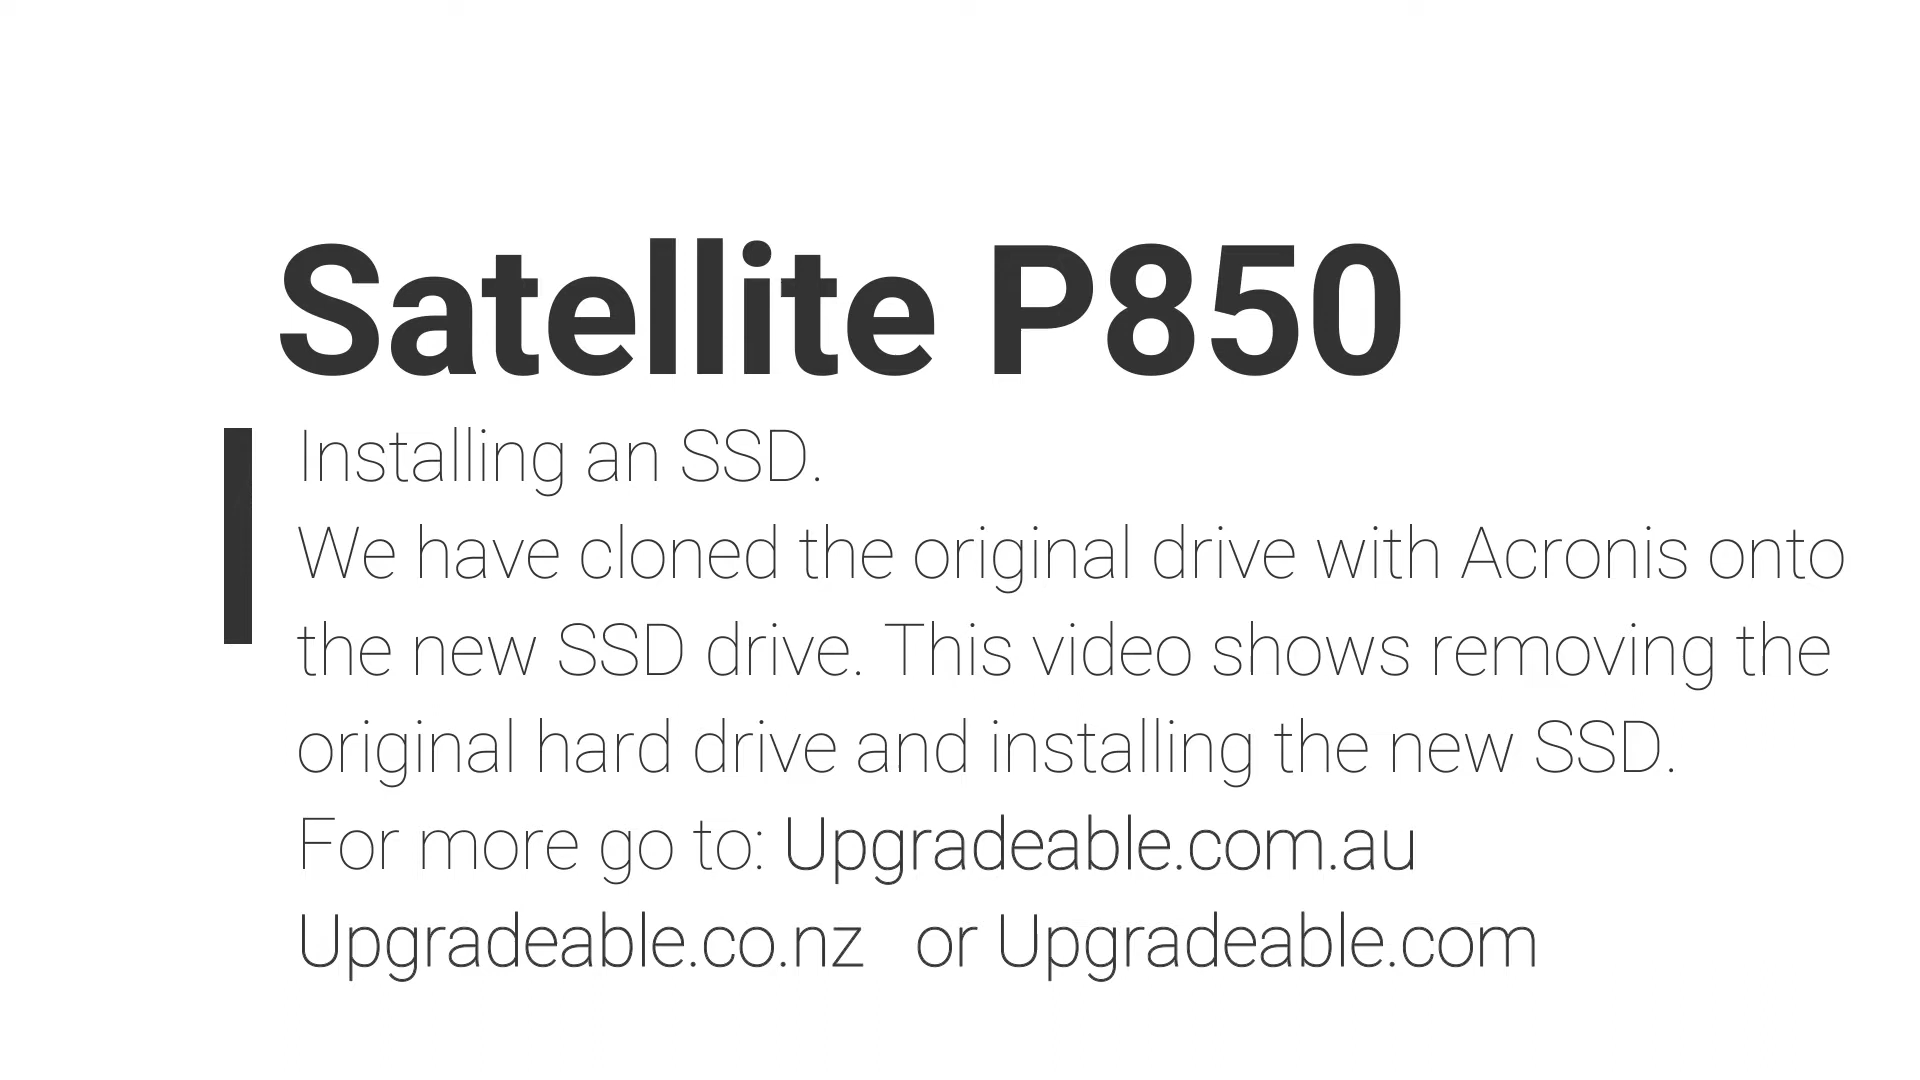 Satellite P850
Installing an SSD.
We have cloned the original drive with Acronis onto
the new SSD drive. This video shows removing the
original hard drive and installing the new SSD.
For more go to: Upgradeable.com.au
Upgradeable.co.nz or Upgradeable.com